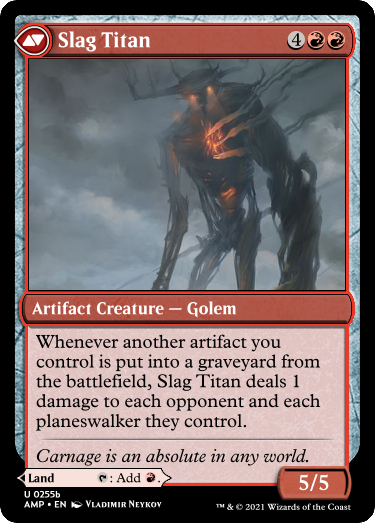 Slag Titan 4
Artifact Creature — Golem
Whenever another artifact you
control is put into a graveyard from
the battlefield, Slag Titan deals 1
damage to each opponent and each
planeswalker they control.
Carnage is an absolute in any world.
Land : Add .
5/5
U 0255b
AMP • EN Vladimir Neykov
™ & © 2021 Wizards of the Coast